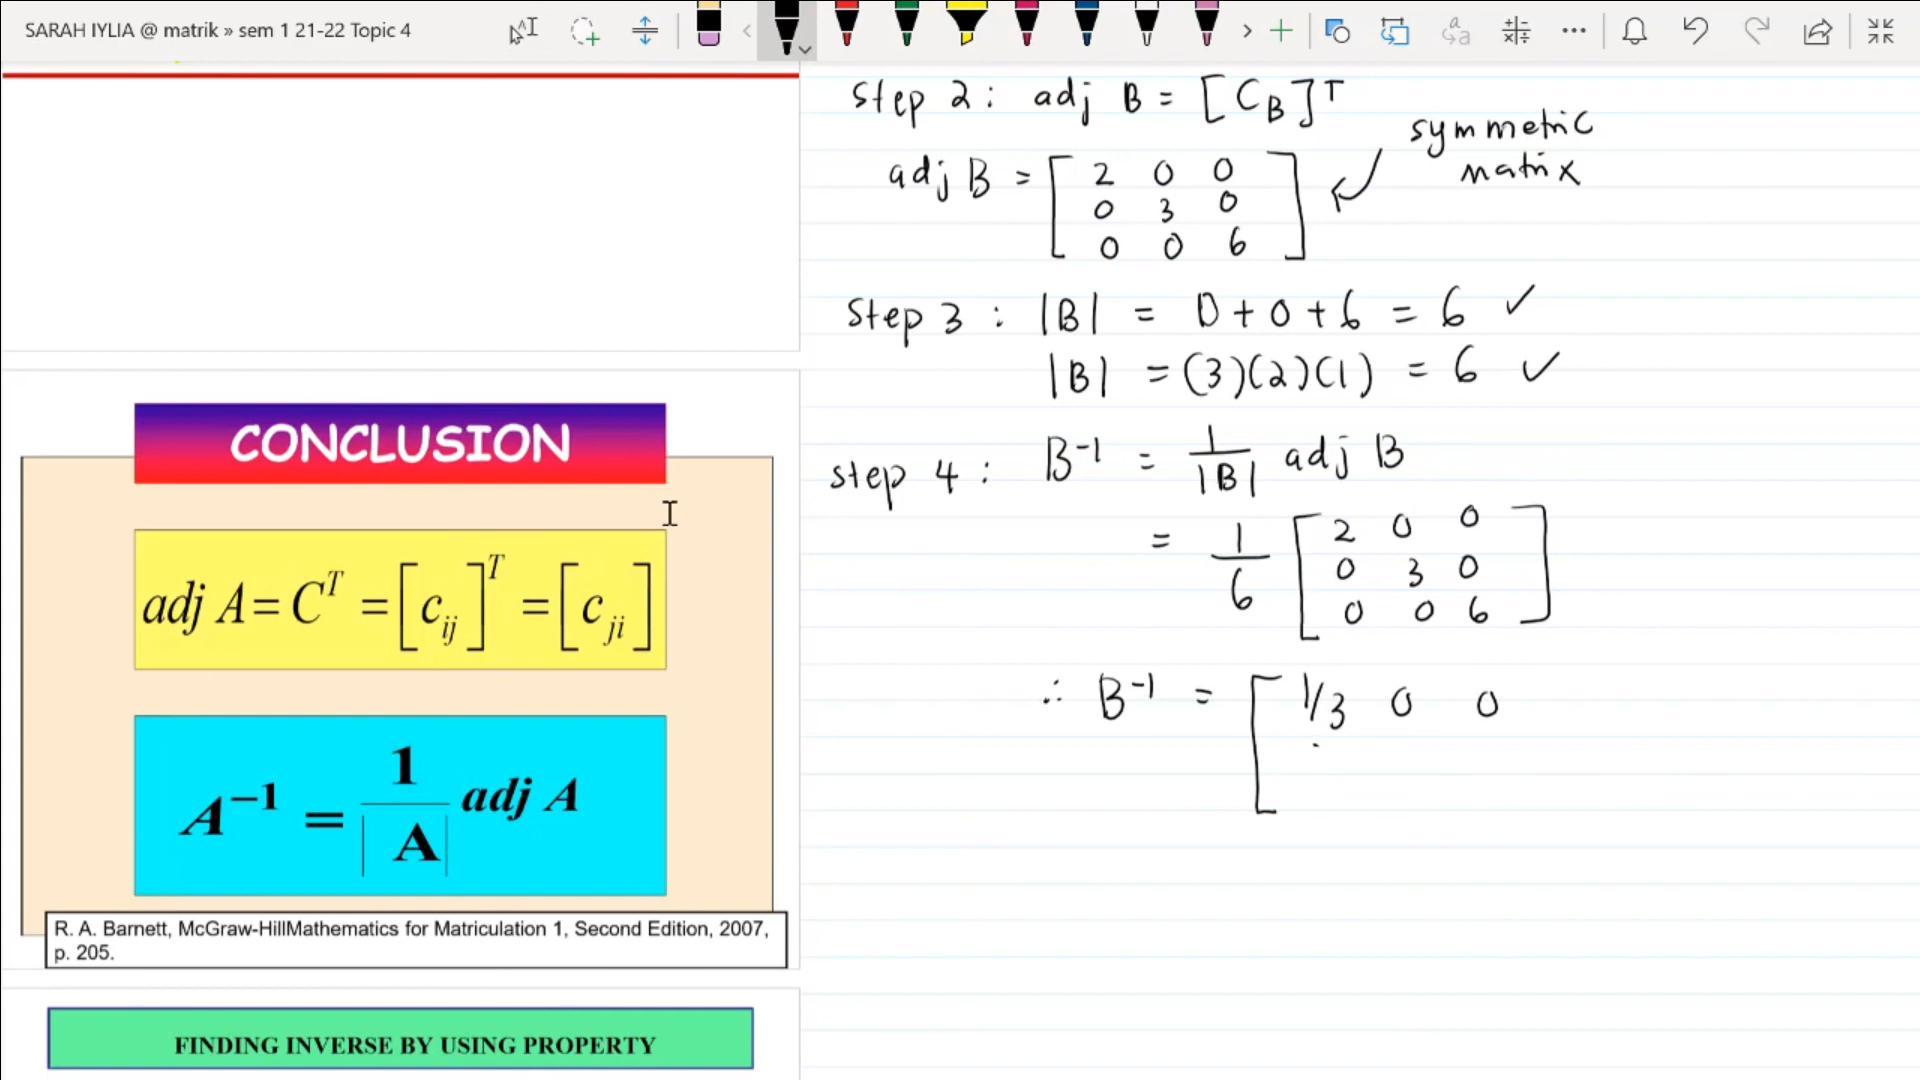 SARAH IYLIA @ matrik » sem 1 21-22 Topic 4
CONCLUSION
adj A = C^T = [c_ij]^T = [c_ji]
A^−1 = 1/|A| adj A
R. A. Barnett, McGraw-HillMathematics for Matriculation 1, Second Edition, 2007,
p. 205.
FINDING INVERSE BY USING PROPERTY
Step 2 : adj B = [C_B]^T
symmetric
matrix
adj B = [ 2 0 0
0 3 0
0 0 6 ]
Step 3 : |B| = 0 + 0 + 6 = 6 ✓
|B| = (3)(2)(1) = 6 ✓
step 4 : B^-1 = 1/|B| adj B
= 1/6 [ 2 0 0
0 3 0
0 0 6 ]
∴ B^-1 = [ 1/3 0 0